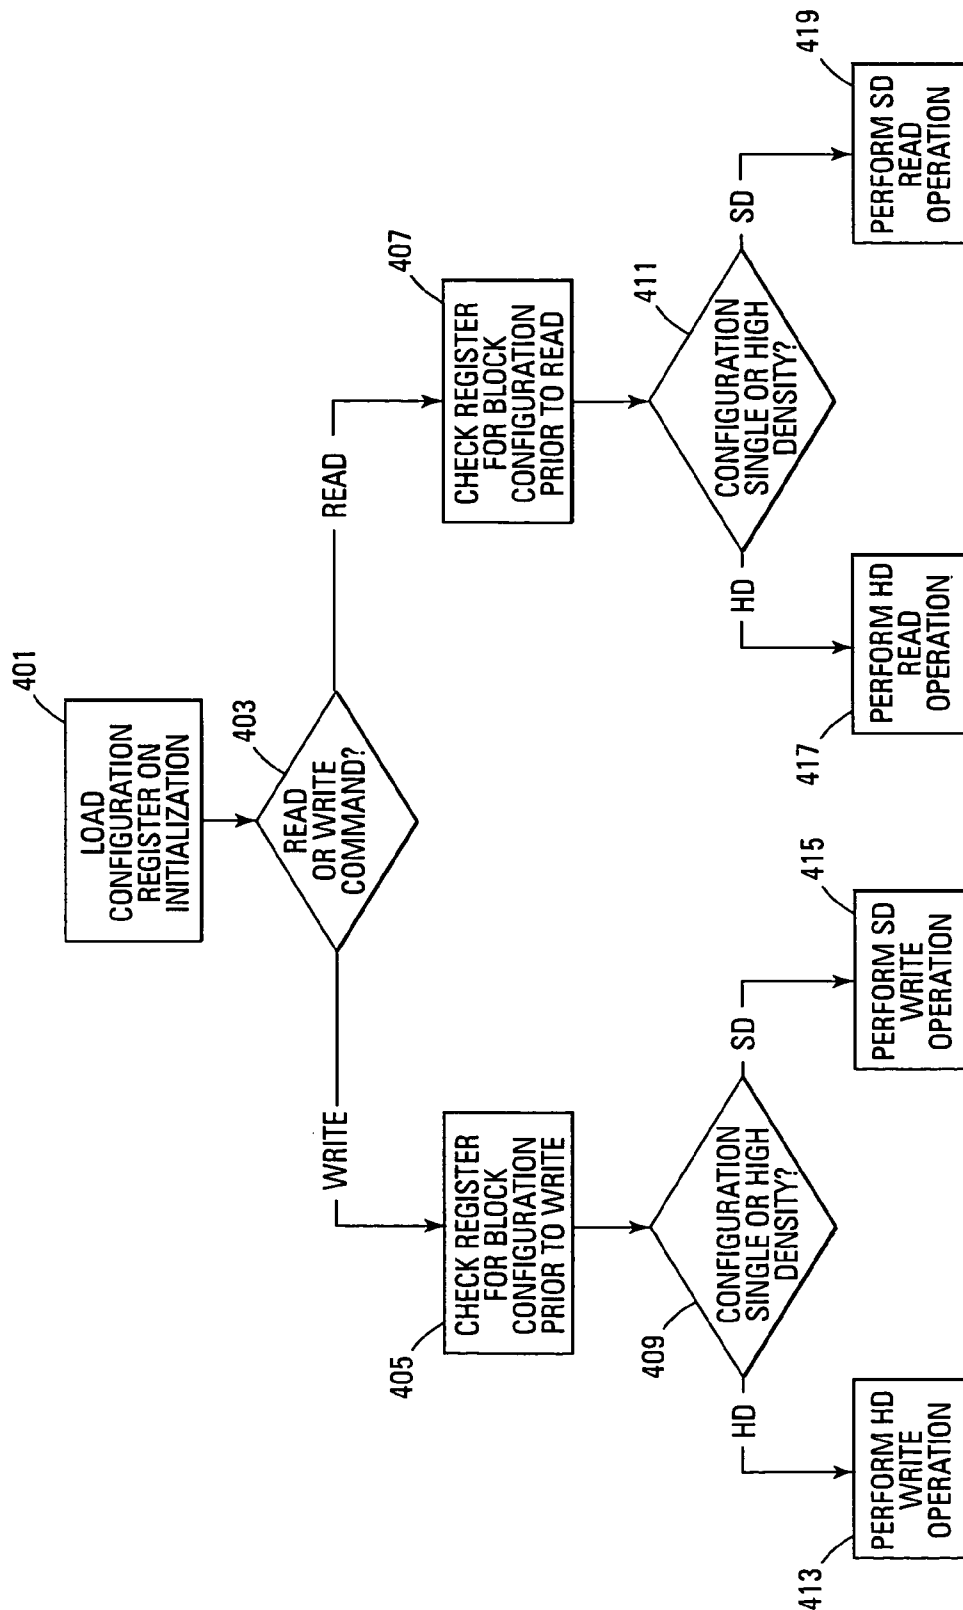 401
LOAD
CONFIGURATION
REGISTER ON
INITIALIZATION
403
READ
OR WRITE
COMMAND?
WRITE
READ
405
CHECK REGISTER
FOR BLOCK
CONFIGURATION
PRIOR TO WRITE
407
CHECK REGISTER
FOR BLOCK
CONFIGURATION
PRIOR TO READ
409
CONFIGURATION
SINGLE OR HIGH
DENSITY?
HD
SD
411
CONFIGURATION
SINGLE OR HIGH
DENSITY?
HD
SD
413
PERFORM HD
WRITE
OPERATION
415
PERFORM SD
WRITE
OPERATION
417
PERFORM HD
READ
OPERATION
419
PERFORM SD
READ
OPERATION